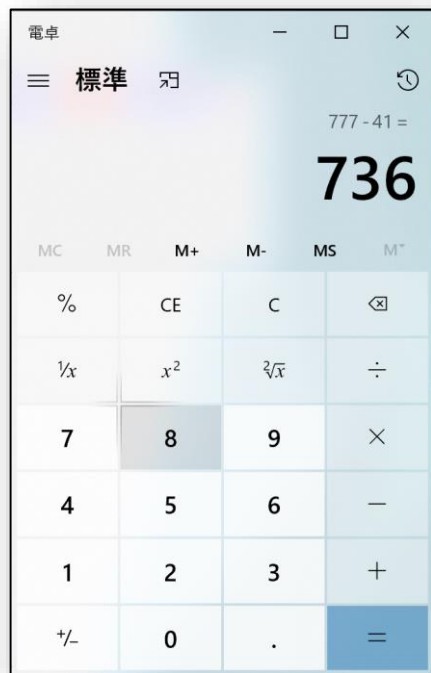 電卓
標準
777 - 41 =
736
MC MR M+ M- MS M˅
% CE C
¹/x x² ²√x ÷
7 8 9 ×
4 5 6 −
1 2 3 +
+/− 0 . =